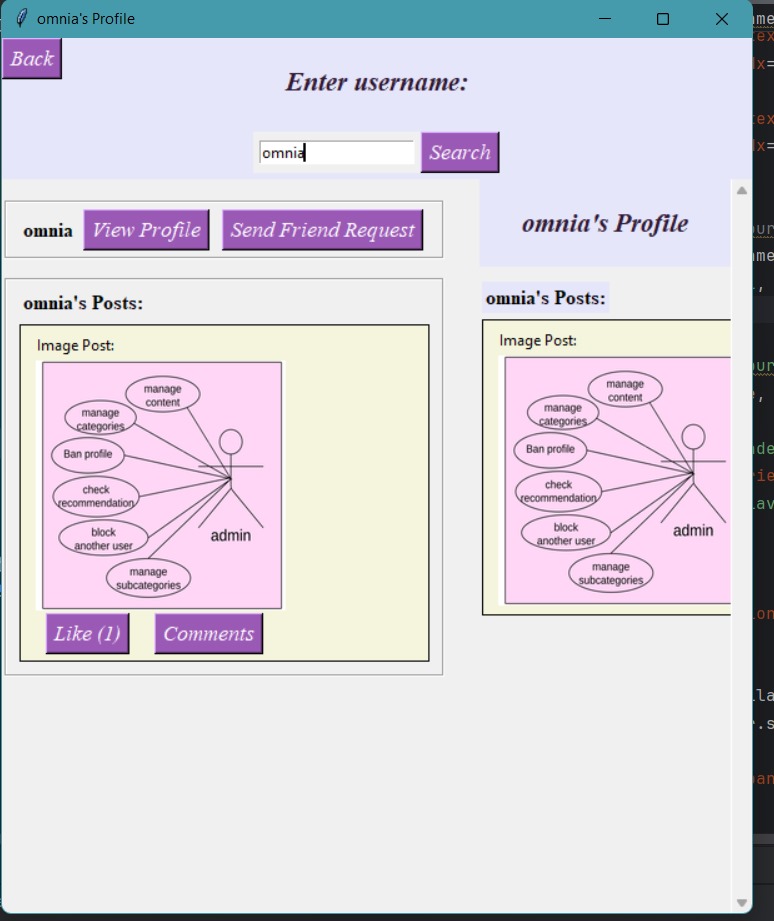 omnia's Profile
Back
Enter username:
omnia
Search
omnia
View Profile
Send Friend Request
omnia's Posts:
Image Post:
manage
content
manage
categories
Ban profile
check
recommendation
block
another user
manage
subcategories
admin
Like (1)
Comments
omnia's Profile
omnia's Posts:
Image Post:
manage
content
manage
categories
Ban profile
check
recommendation
block
another user
manage
subcategories
admin